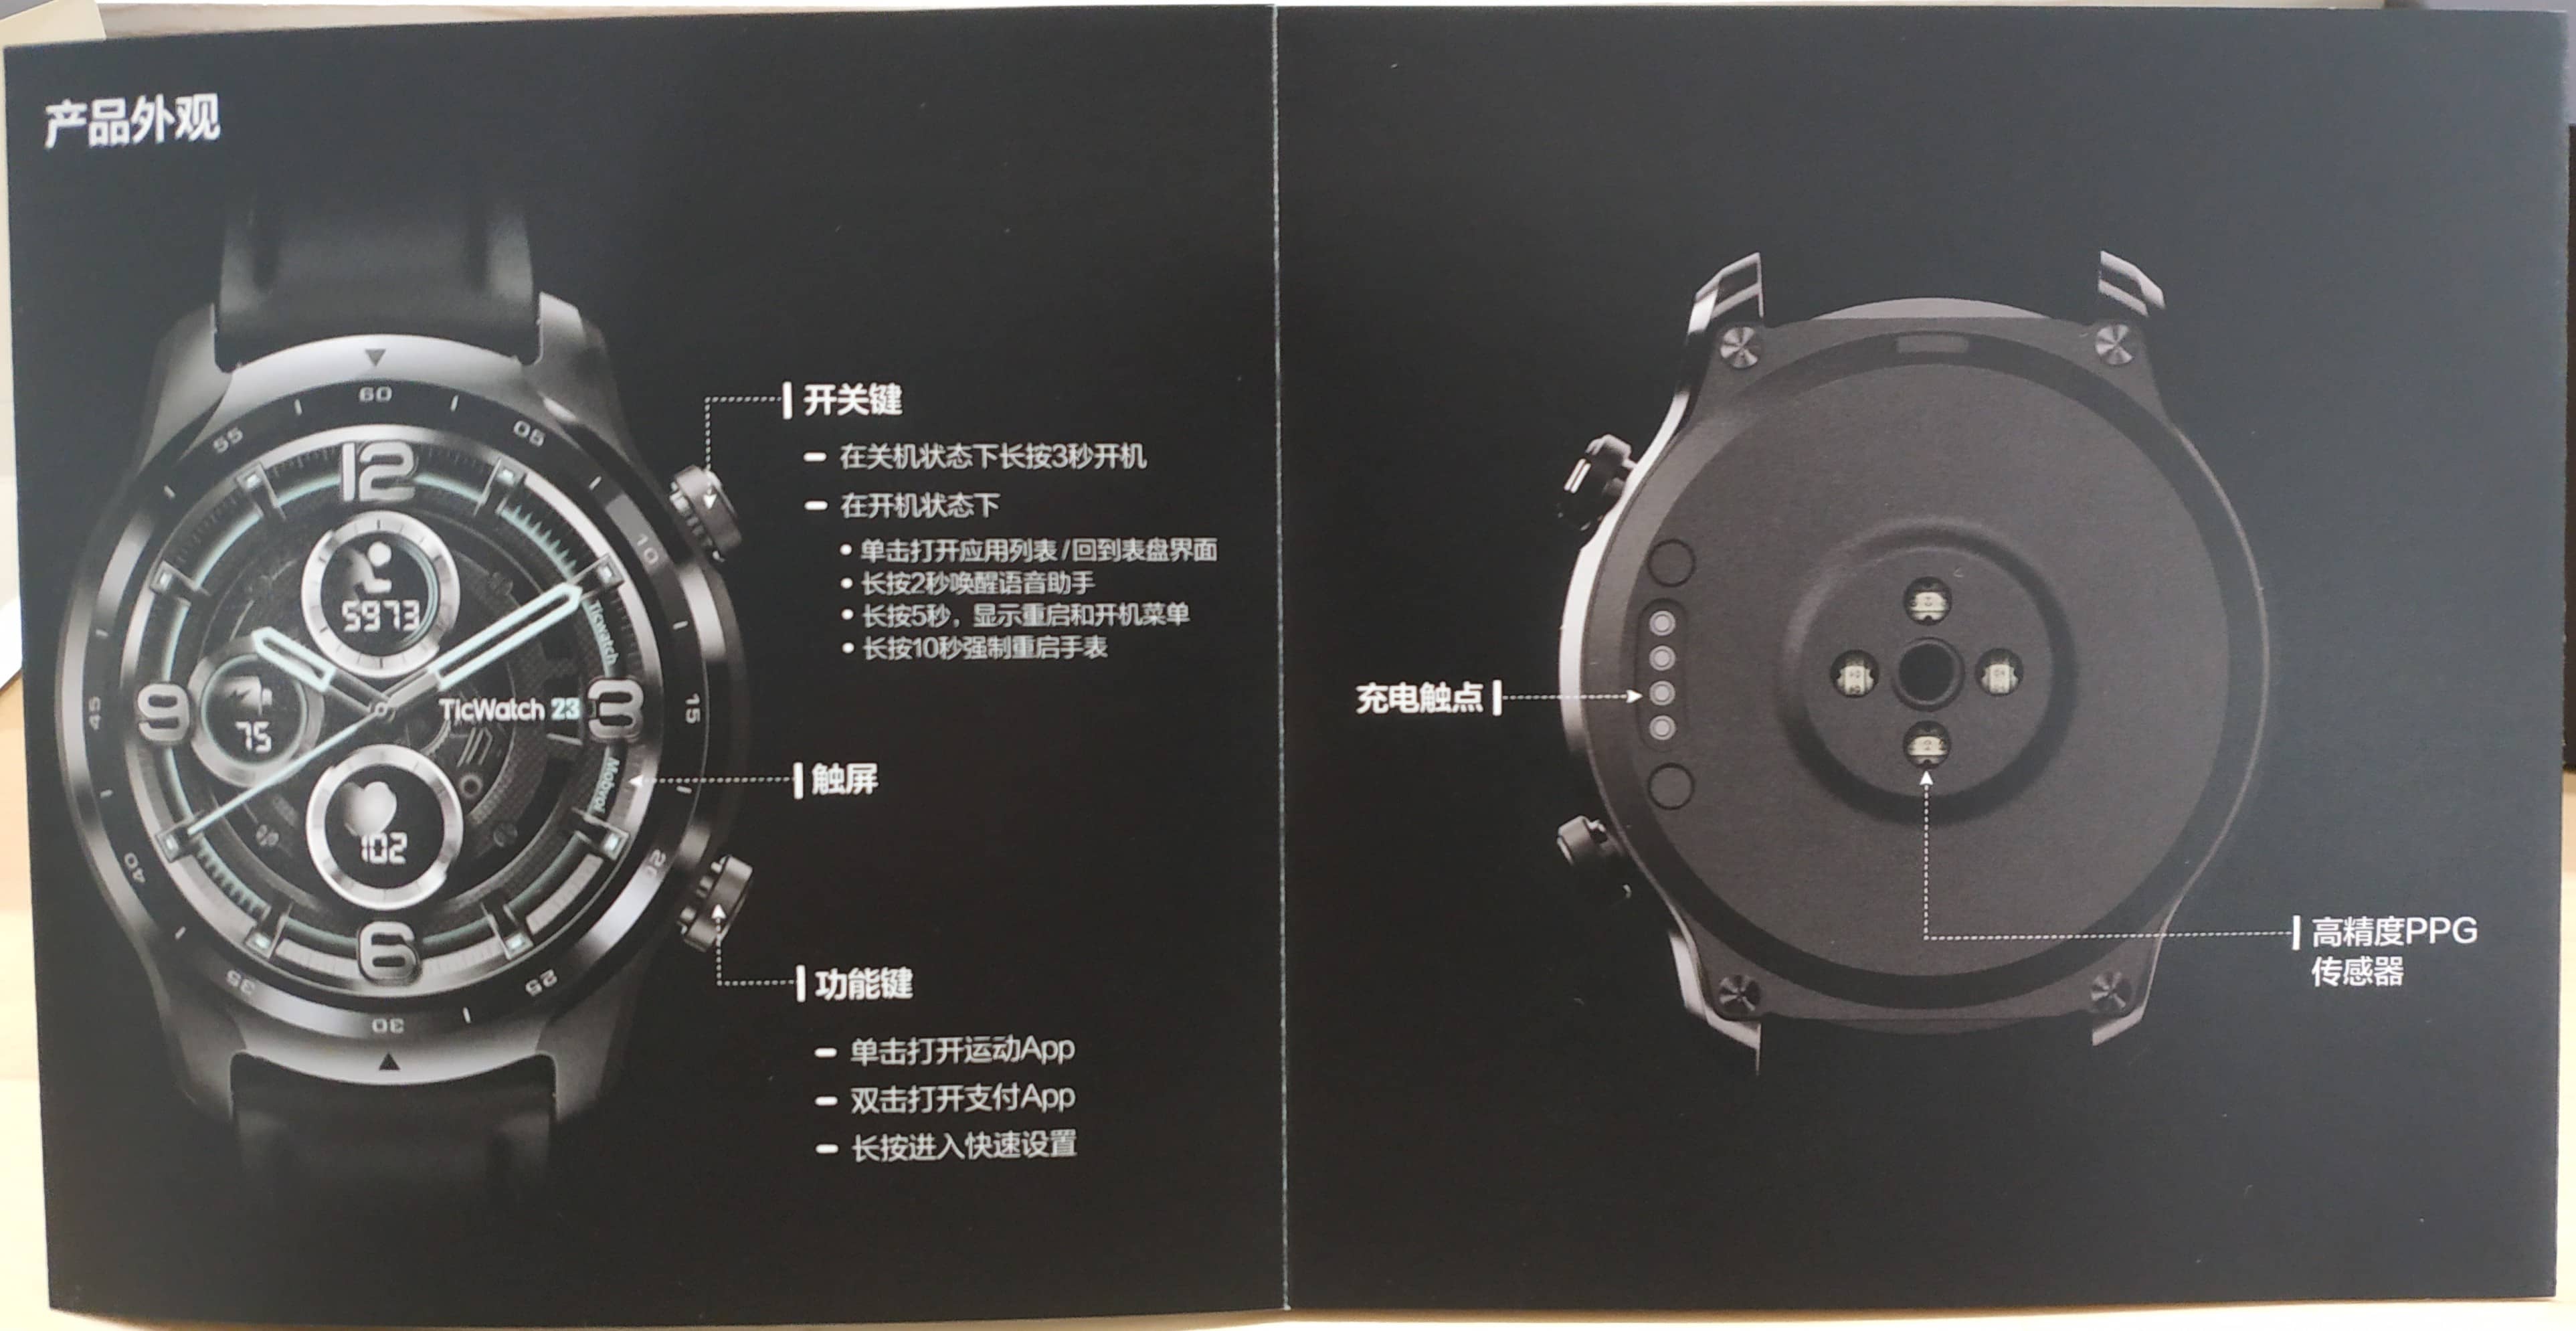 产品外观
60
55
05
12
10
5973
Ticwatch
9
75
TicWatch 23
3
45
15
Mobvoi
102
40
20
6
35
25
30
开关键
在关机状态下长按3秒开机
在开机状态下
• 单击打开应用列表/回到表盘界面
• 长按2秒唤醒语音助手
• 长按5秒，显示重启和开机菜单
• 长按10秒强制重启手表
触屏
功能键
单击打开运动App
双击打开支付App
长按进入快速设置
充电触点
高精度PPG
传感器